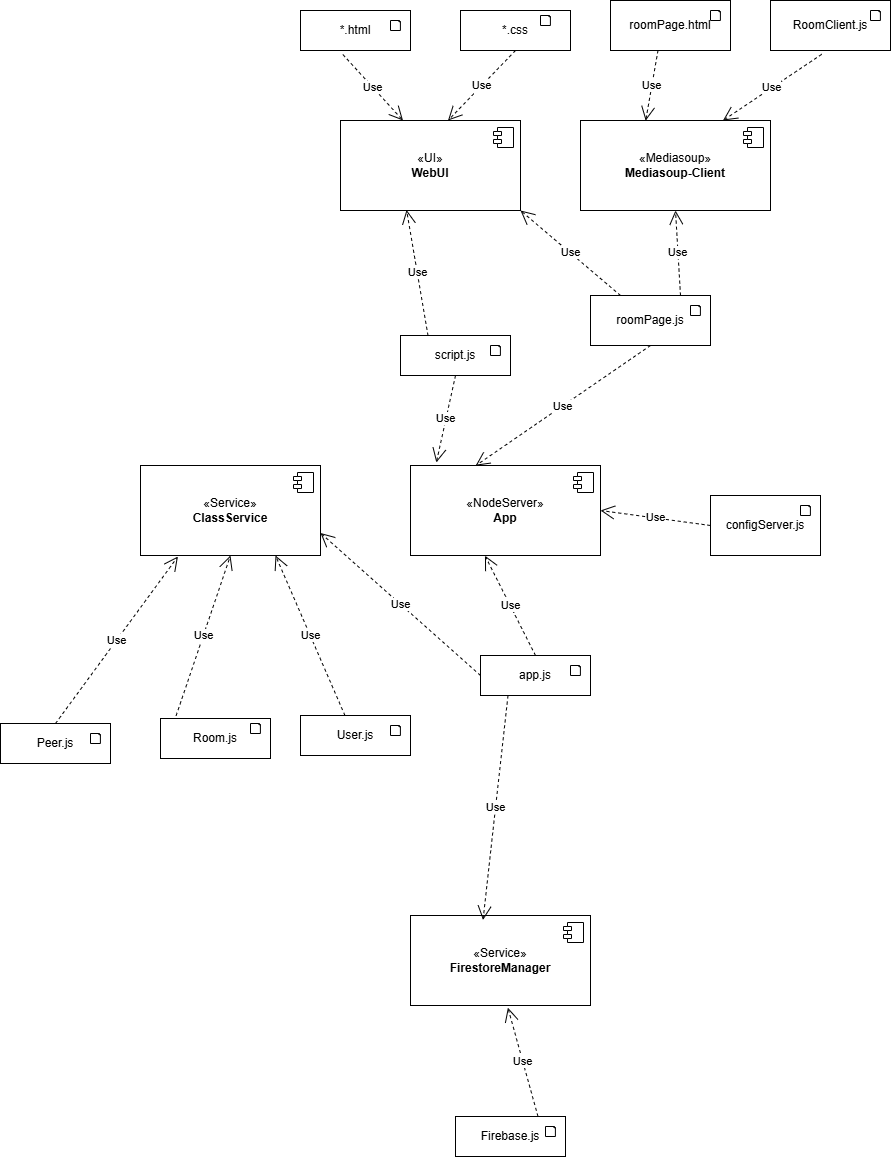 *.html
*.css
roomPage.html
RoomClient.js
Use
Use
Use
Use
«UI»
WebUI
«Mediasoup»
Mediasoup-Client
Use
Use
Use
roomPage.js
script.js
Use
Use
«Service»
ClassService
«NodeServer»
App
Use
configServer.js
Use
Use
Use
Use
Use
app.js
Peer.js
Room.js
User.js
Use
«Service»
FirestoreManager
Use
Firebase.js